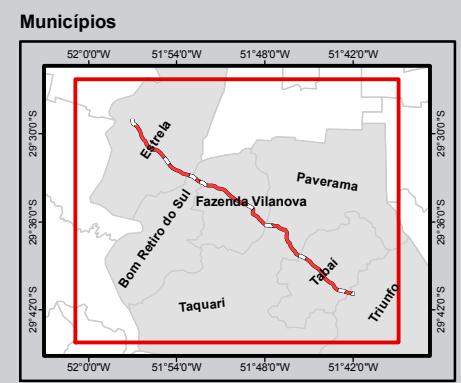 Municípios
52°0'0"W 51°54'0"W 51°48'0"W 51°42'0"W
29°30'0"S 29°30'0"S
Estrela
Paverama
Fazenda Vilanova
Bom Retiro do Sul
29°36'0"S 29°36'0"S
Tabaí
Taquari
Triunfo
29°42'0"S 29°42'0"S
52°0'0"W 51°54'0"W 51°48'0"W 51°42'0"W